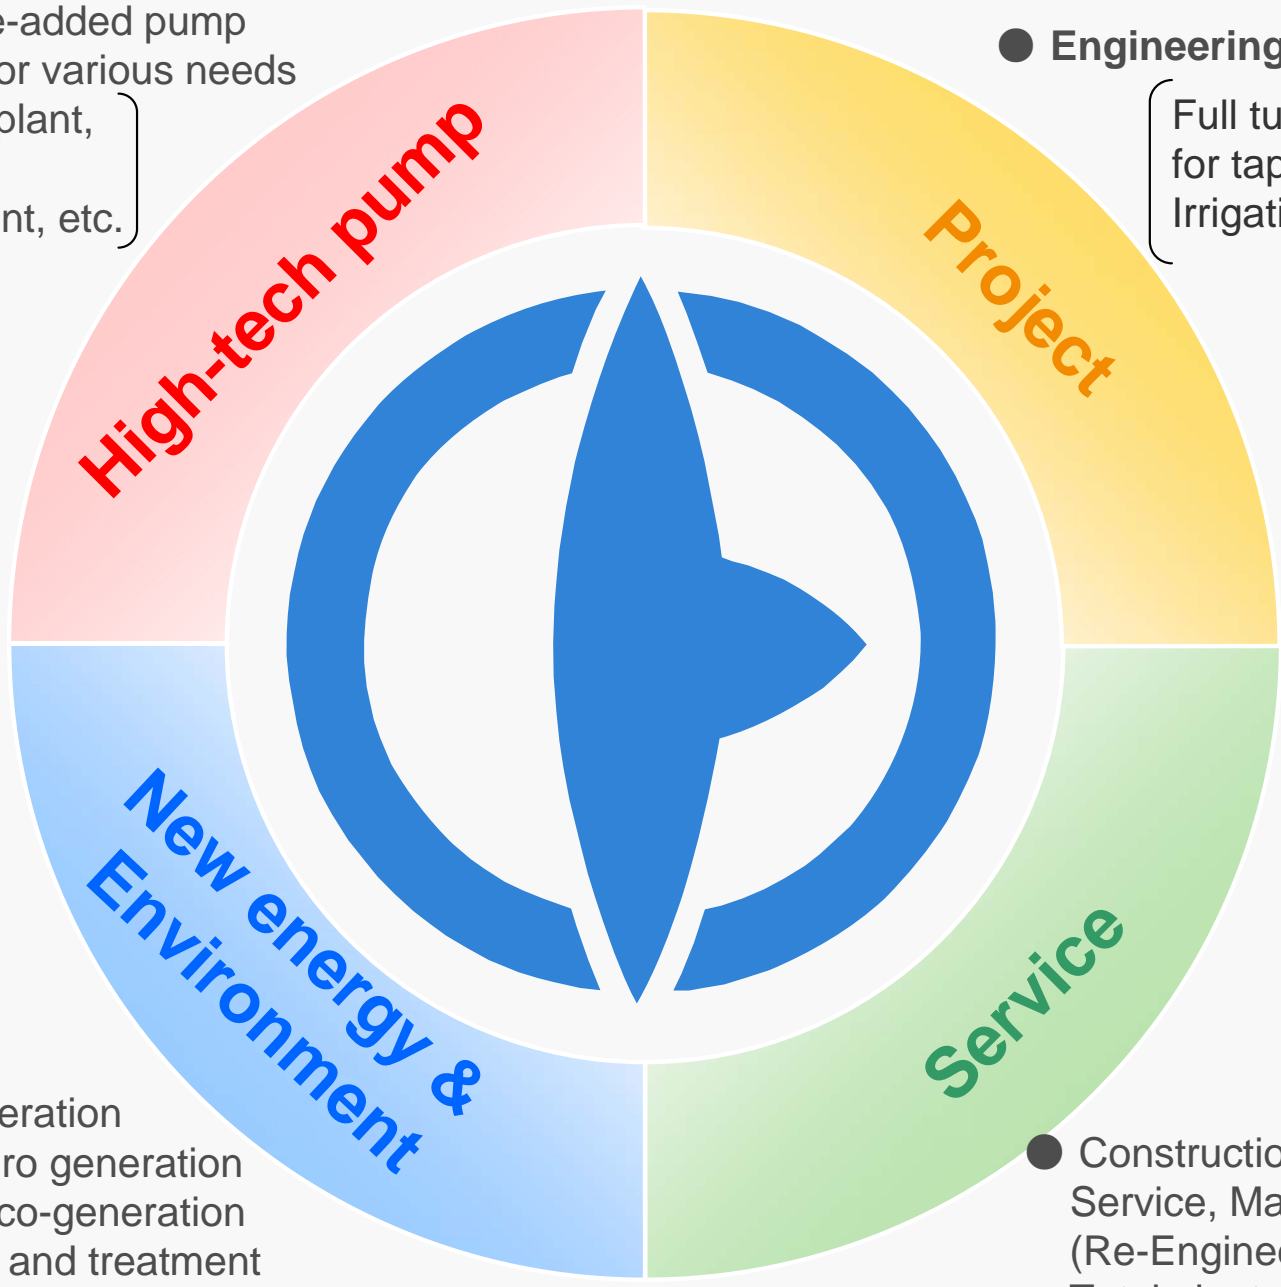 e-added pump
or various needs
plant,
nt, etc.
High-tech pump
● Engineering
Full tu
for tap
Irrigati
Project
New energy &
Environment
eration
ro generation
co-generation
and treatment
Service
● Constructio
Service, Ma
(Re-Enginee